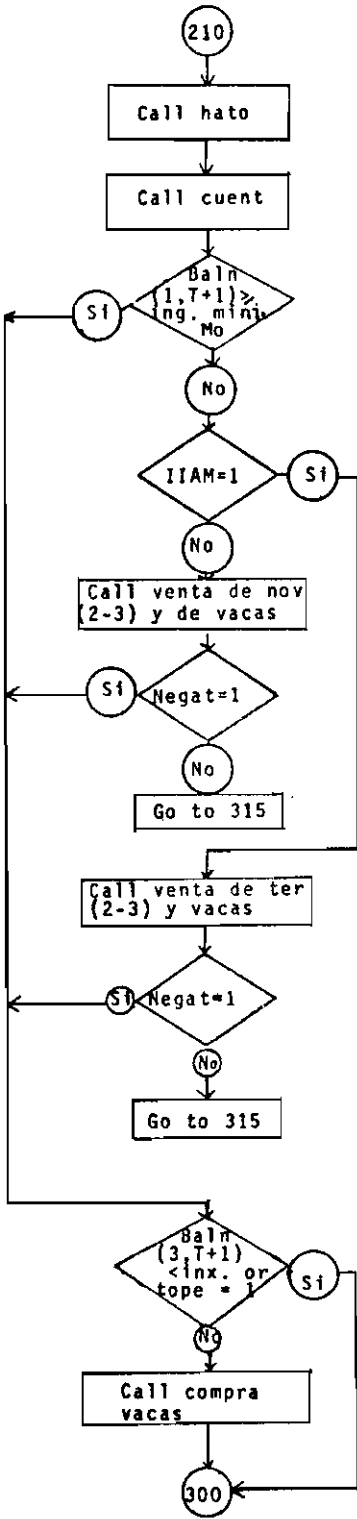 210
Call hato
Call cuent
Baln
(1,T+1)≥
ing. mini.
Mo
Si
No
IIAM=1
Si
No
Call venta de nov
(2-3) y de vacas
Si
Negat=1
No
Go to 315
Call venta de ter
(2-3) y vacas
Si
Negat=1
No
Go to 315
Baln
(3,T+1)
<inx. or
tope = 1
Si
No
Call compra
vacas
300